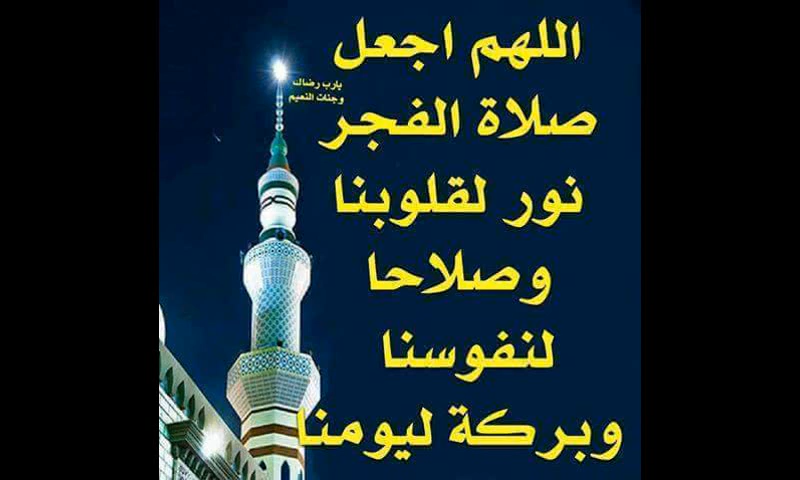 اللهم اجعل
صلاة الفجر
نور لقلوبنا
وصلاحا
لنفوسنا
وبركة ليومنا
يارب رضاك
وجنات النعيم